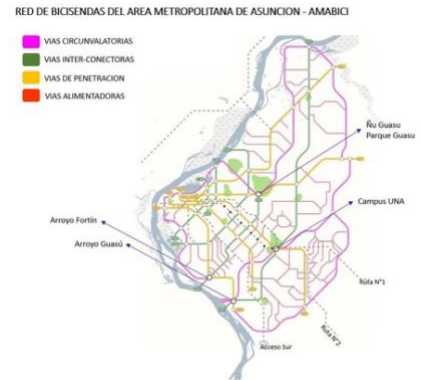 RED DE BICISENDAS DEL AREA METROPOLITANA DE ASUNCION - AMABICI
VIAS CIRCUNVALATORIAS
VIAS INTER-CONECTORAS
VIAS DE PENETRACION
VIAS ALIMENTADORAS
Ñu Guasu
Parque Guasu
Campus UNA
Arroyo Fortín
Arroyo Guasú
Ruta N°1
Ruta N°2
Acceso Sur